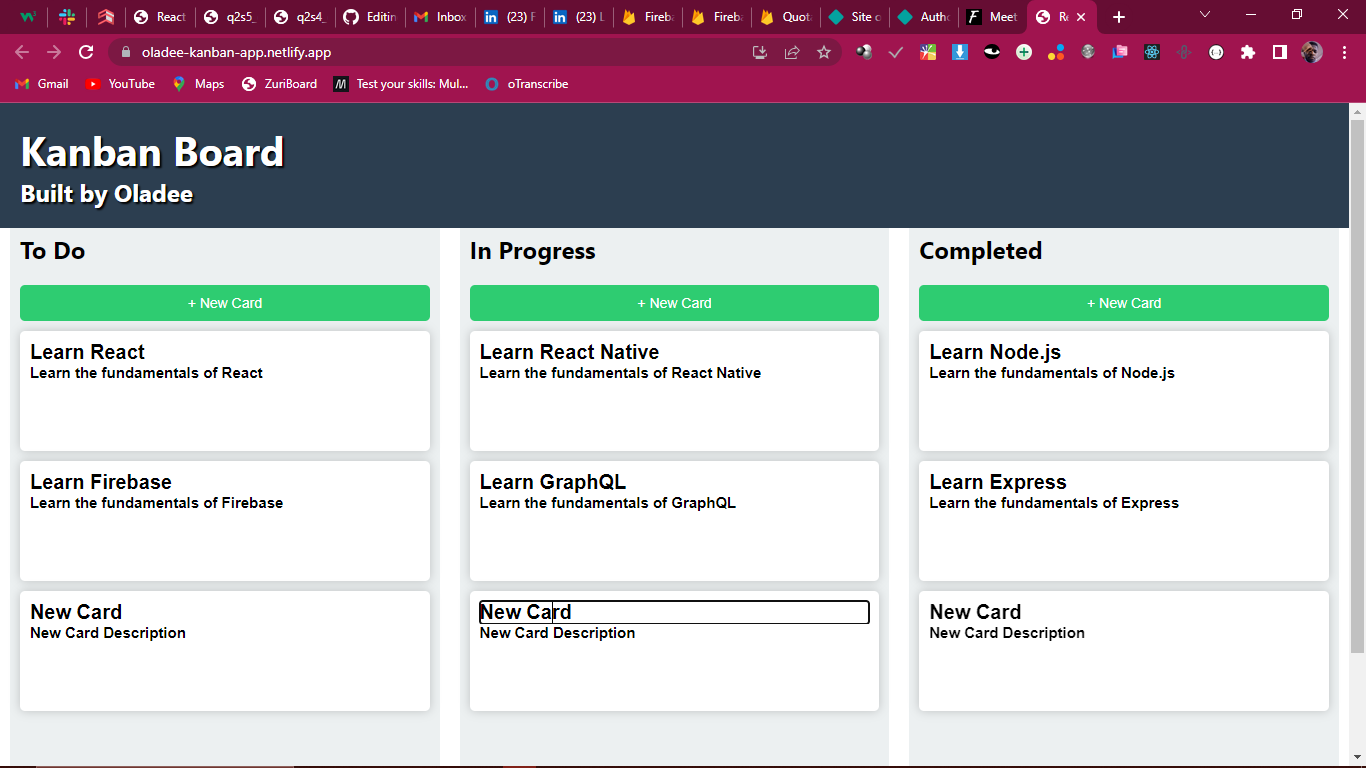 React
q2s5_
q2s4_
Editin
Inbox
(23) F
(23) L
Fireba
Fireba
Quota
Site o
Autho
Meet
Re
oladee-kanban-app.netlify.app
Gmail
YouTube
Maps
ZuriBoard
M
Test your skills: Mul...
oTranscribe
Kanban Board
Built by Oladee
To Do
+ New Card
Learn React
Learn the fundamentals of React
Learn Firebase
Learn the fundamentals of Firebase
New Card
New Card Description
In Progress
+ New Card
Learn React Native
Learn the fundamentals of React Native
Learn GraphQL
Learn the fundamentals of GraphQL
New Card
New Card Description
Completed
+ New Card
Learn Node.js
Learn the fundamentals of Node.js
Learn Express
Learn the fundamentals of Express
New Card
New Card Description